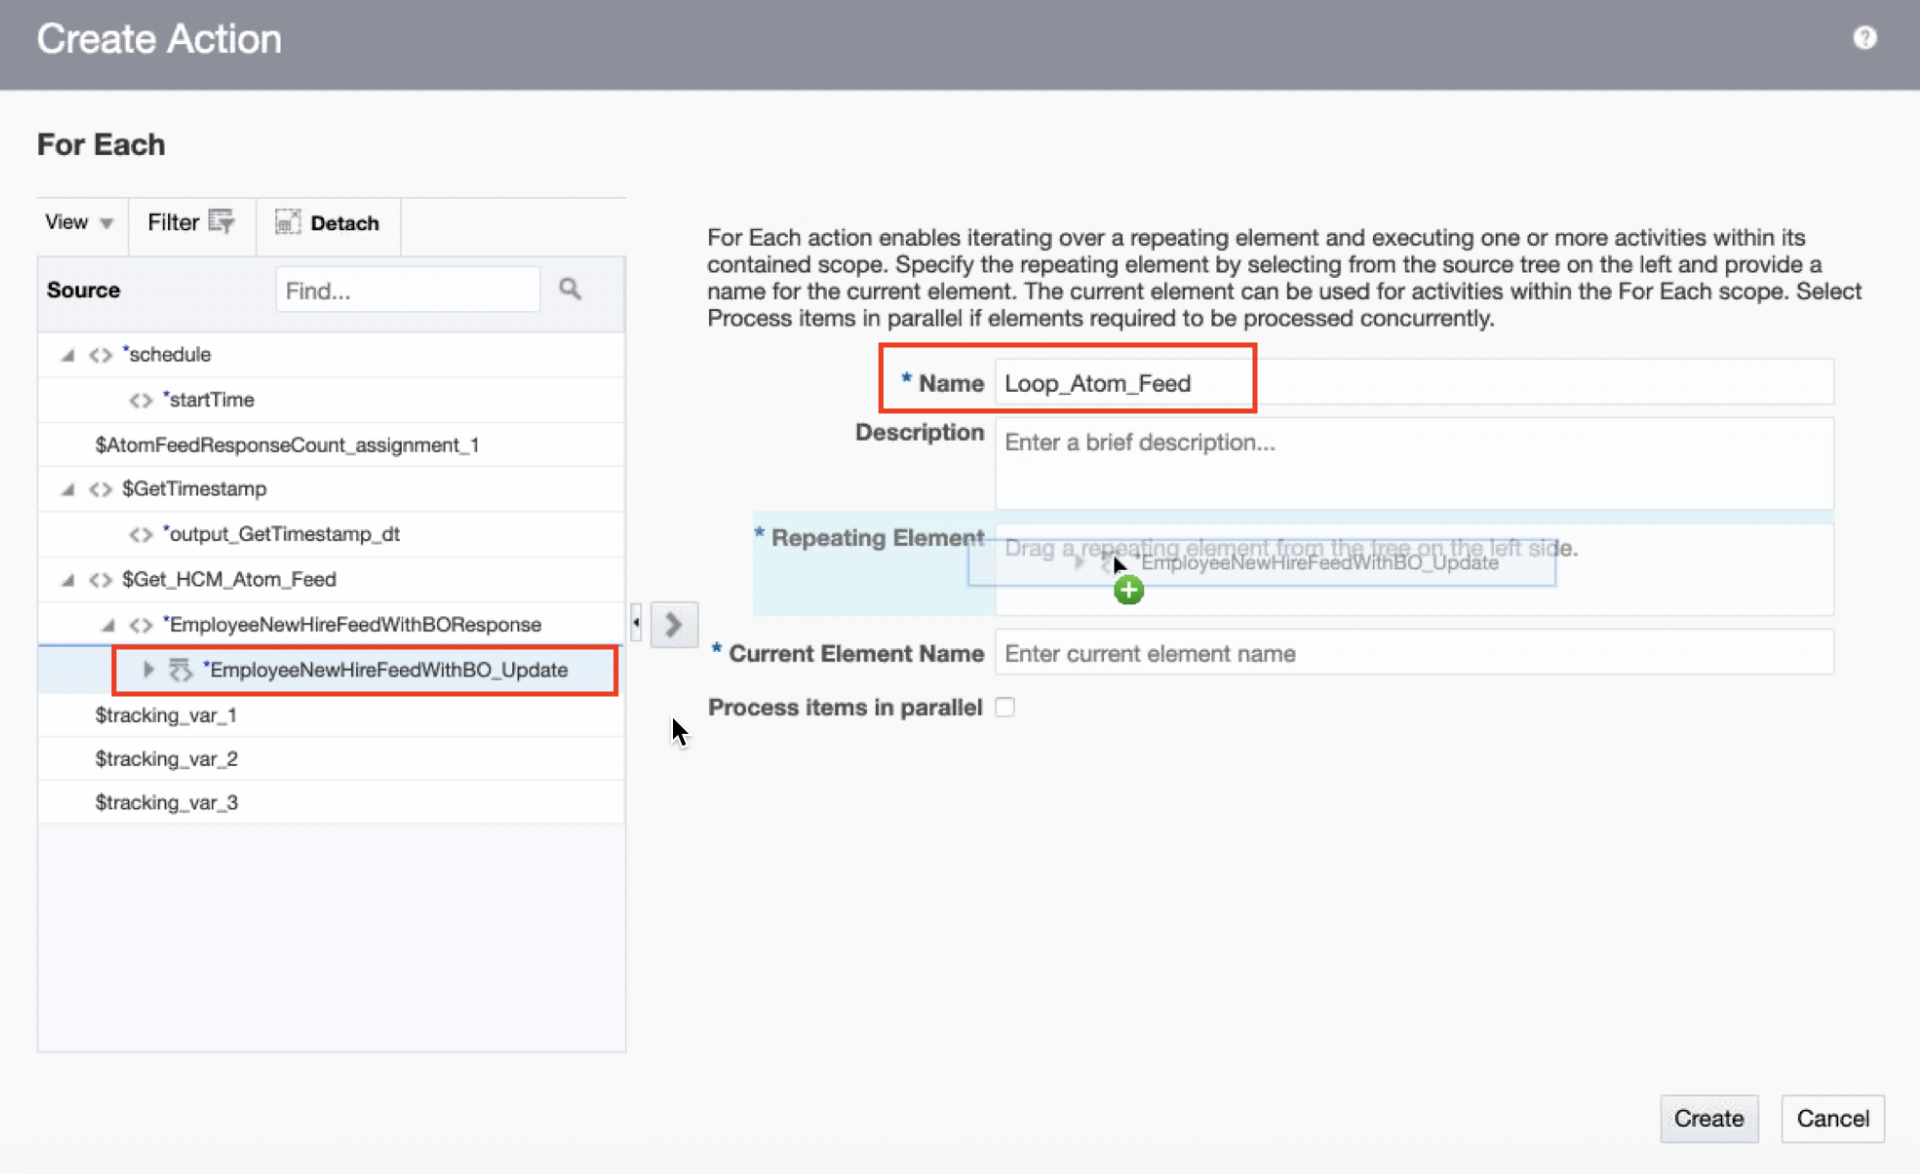 Create Action
?
For Each
View
Filter
Detach
Source
Find...
*schedule
*startTime
$AtomFeedResponseCount_assignment_1
$GetTimestamp
*output_GetTimestamp_dt
$Get_HCM_Atom_Feed
*EmployeeNewHireFeedWithBOResponse
*EmployeeNewHireFeedWithBO_Update
$tracking_var_1
$tracking_var_2
$tracking_var_3
For Each action enables iterating over a repeating element and executing one or more activities within its
contained scope. Specify the repeating element by selecting from the source tree on the left and provide a
name for the current element. The current element can be used for activities within the For Each scope. Select
Process items in parallel if elements required to be processed concurrently.
* Name Loop_Atom_Feed
Description Enter a brief description...
* Repeating Element Drag a repeating element from the tree on the left side.
*EmployeeNewHireFeedWithBO_Update
* Current Element Name Enter current element name
Process items in parallel
Create
Cancel